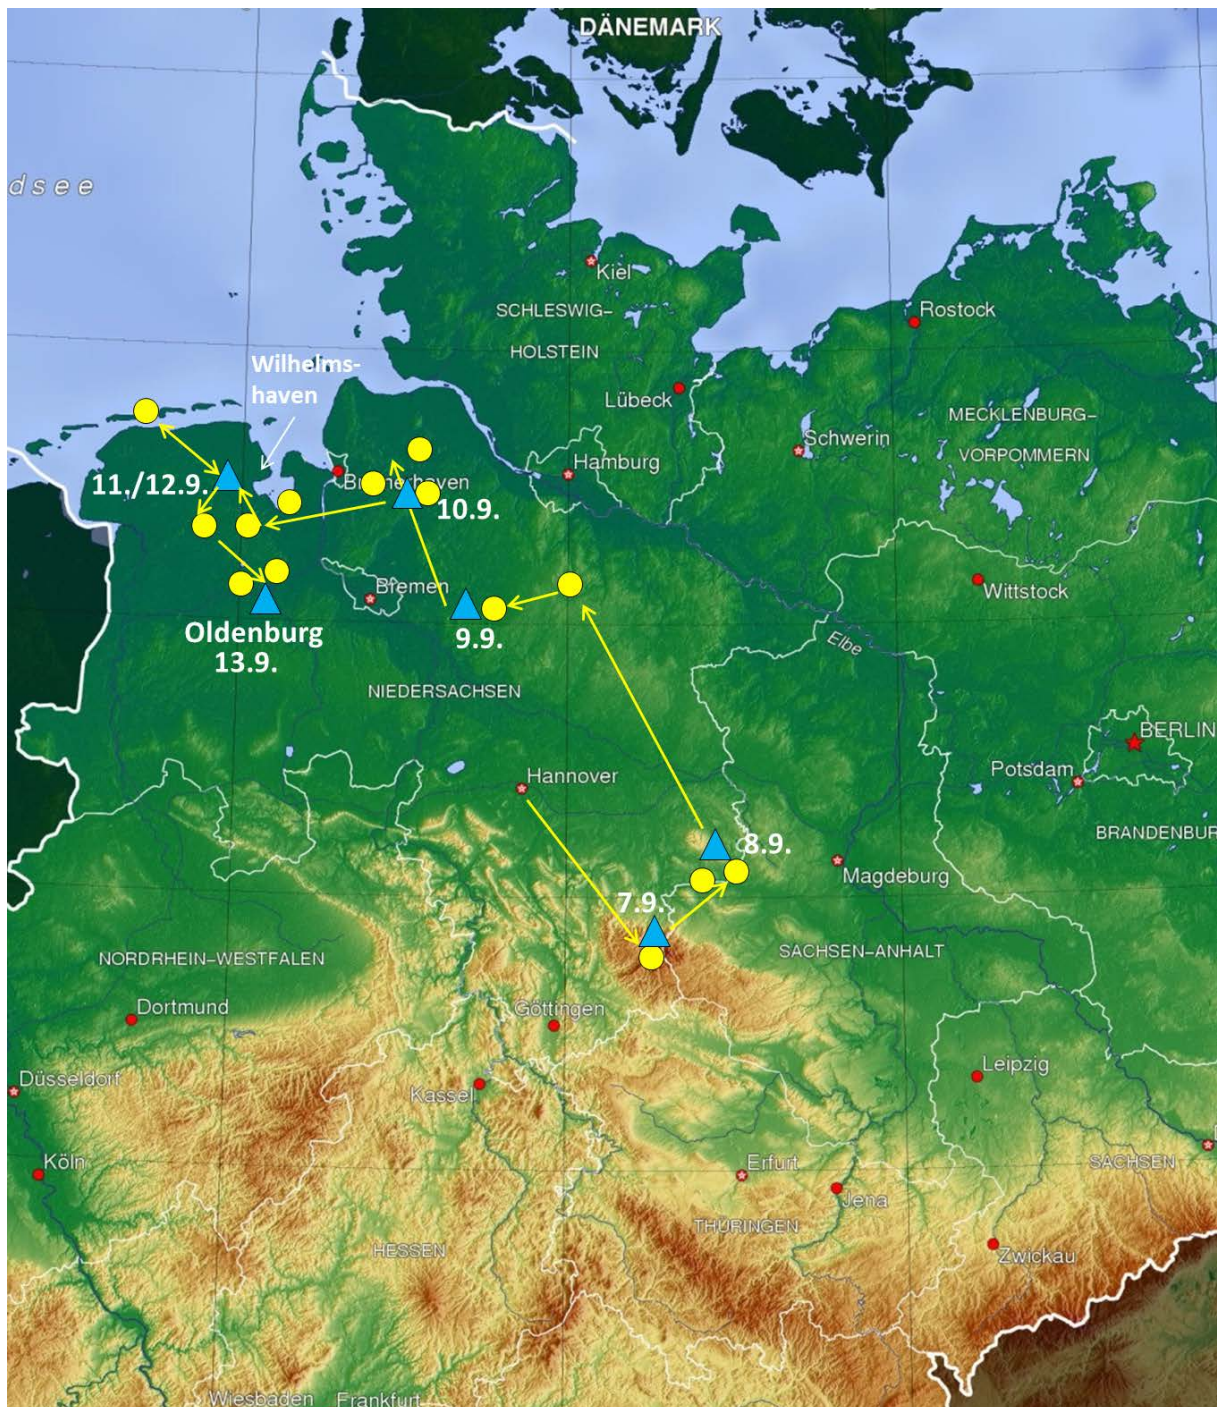 DÄNEMARK
dsee
Kiel
SCHLESWIG–
HOLSTEIN
Rostock
Wilhelms-
haven
Lübeck
MECKLENBURG–
VORPOMMERN
Schwerin
Hamburg
11./12.9.
Bremerhaven
10.9.
Bremen
Wittstock
Oldenburg
13.9.
9.9.
Elbe
NIEDERSACHSEN
BERLIN
Hannover
Potsdam
BRANDENBUR
8.9.
Magdeburg
7.9.
NORDRHEIN–WESTFALEN
SACHSEN–ANHALT
Dortmund
Göttingen
Düsseldorf
Kassel
Leipzig
Köln
Erfurt
SACHSEN
Jena
THÜRINGEN
HESSEN
Zwickau
Wiesbaden
Frankfurt